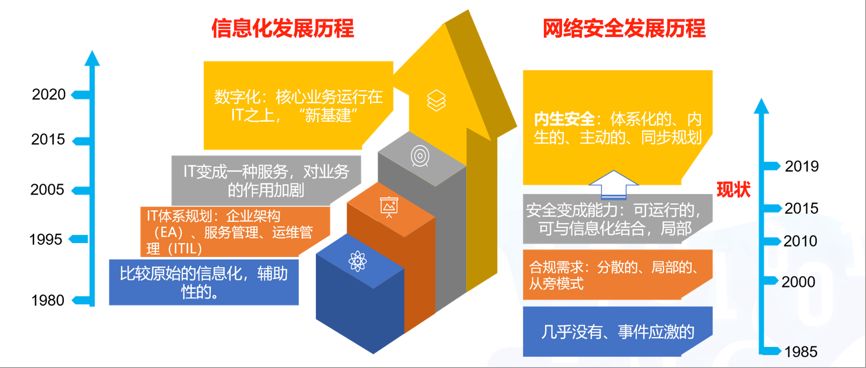 信息化发展历程
网络安全发展历程
2020
2015
2005
1995
1980
数字化：核心业务运行在
IT之上，“新基建”
IT变成一种服务，对业务
的作用加剧
IT体系规划：企业架构
（EA）、服务管理、运维管
理（ITIL）
比较原始的信息化，辅助
性的。
内生安全：体系化的、内
生的、主动的、同步规划
安全变成能力：可运行的，
可与信息化结合，局部
合规需求：分散的、局部的、
从旁模式
几乎没有、事件应激的
现状
2019
2015
2010
2000
1985